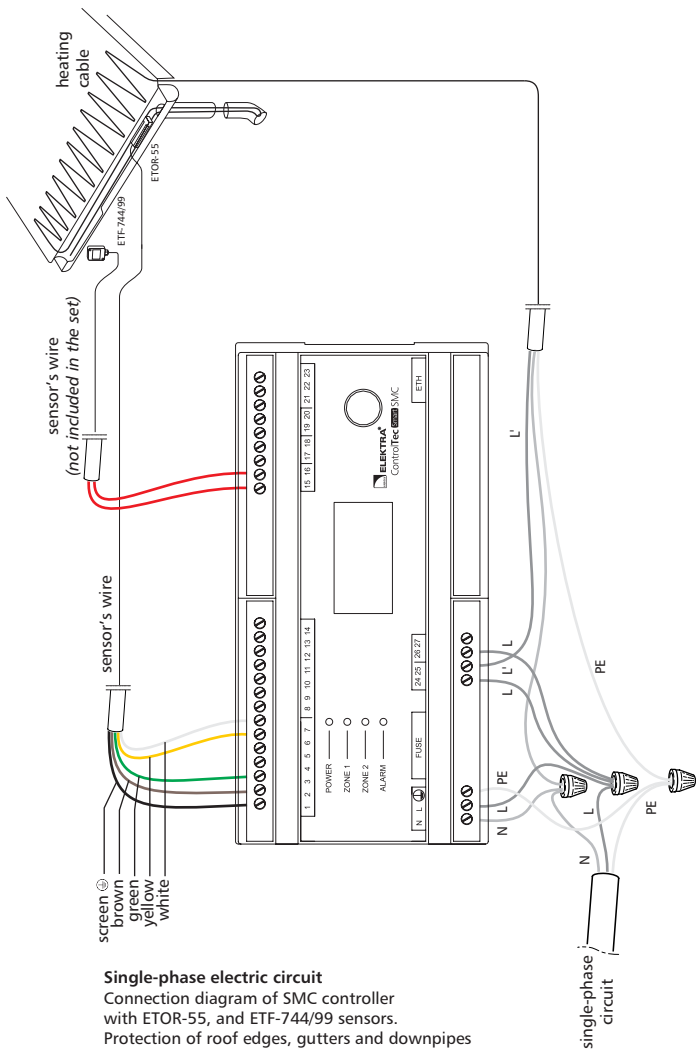 heating
cable
ETOR-55
ETF-744/99
sensor's wire
(not included in the set)
sensor's wire
screen
brown
green
yellow
white
1 2 3 4 5 6 7 8 9 10 11 12 13 14
15 16 17 18 19 20 21 22 23
POWER
ZONE 1
ZONE 2
ALARM
ELEKTRA®
ControlTec Smart SMC
ETH
N L
FUSE
24 25 26 27
N
L
PE
L
L'
L
L'
PE
N
L
PE
single-phase
circuit
Single-phase electric circuit
Connection diagram of SMC controller
with ETOR-55, and ETF-744/99 sensors.
Protection of roof edges, gutters and downpipes